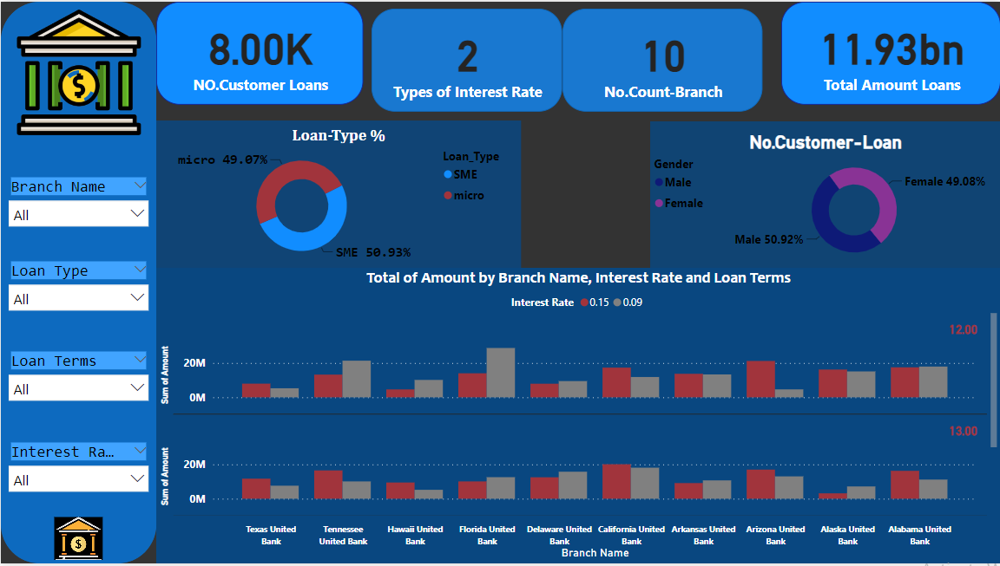 8.00K
NO.Customer Loans
2
Types of Interest Rate
10
No.Count-Branch
11.93bn
Total Amount Loans
$
Branch Name
All
Loan Type
All
Loan Terms
All
Interest Ra...
All
$
Loan-Type %
micro 49.07%
SME 50.93%
Loan_Type
SME
micro
No.Customer-Loan
Gender
Male
Female
Female 49.08%
Male 50.92%
Total of Amount by Branch Name, Interest Rate and Loan Terms
Interest Rate 0.15 0.09
12.00
Sum of Amount
20M
0M
13.00
Sum of Amount
20M
0M
Texas United Bank
Tennessee United Bank
Hawaii United Bank
Florida United Bank
Delaware United Bank
California United Bank
Arkansas United Bank
Arizona United Bank
Alaska United Bank
Alabama United Bank
Branch Name